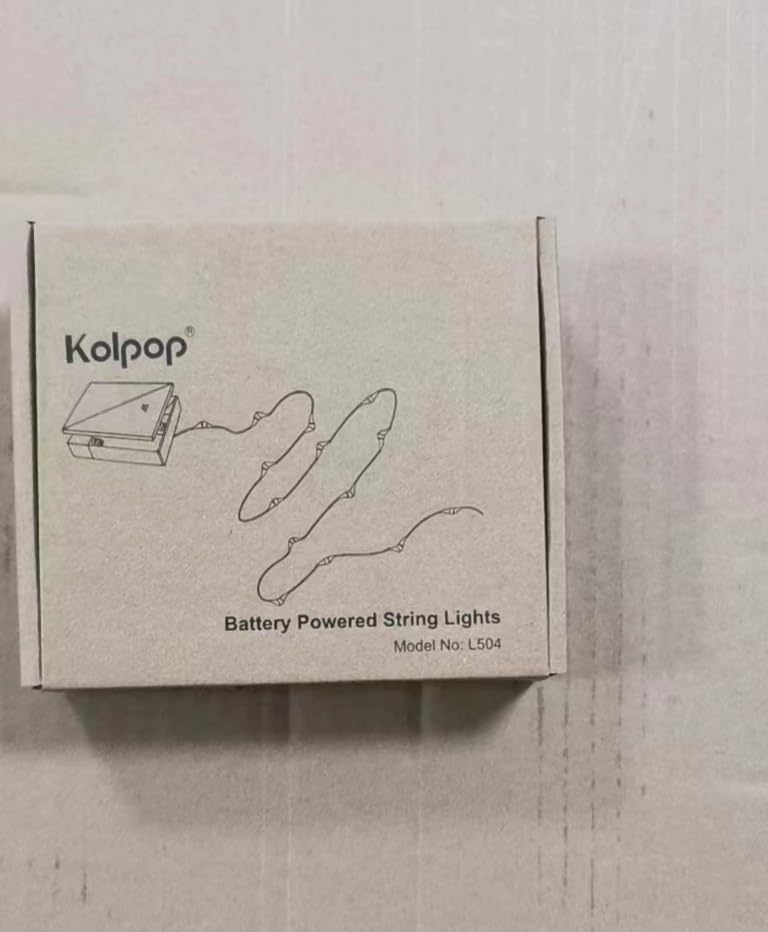 Kolpop®
Battery Powered String Lights
Model No: L504